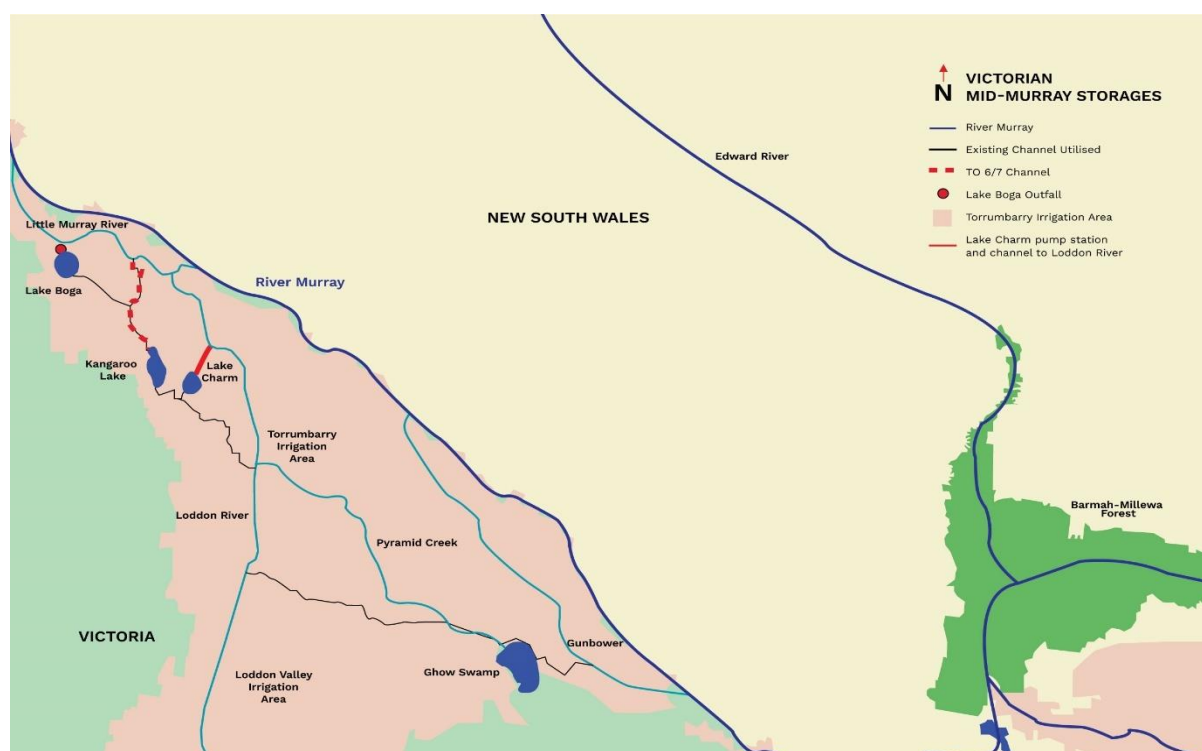 N
VICTORIAN
MID-MURRAY STORAGES
River Murray
Existing Channel Utilised
TO 6/7 Channel
Lake Boga Outfall
Torrumbarry Irrigation Area
Lake Charm pump station
and channel to Loddon River
Edward River
NEW SOUTH WALES
Little Murray River
River Murray
Lake Boga
Kangaroo
Lake
Lake
Charm
Torrumbarry
Irrigation
Area
Loddon River
Pyramid Creek
Barmah-Millewa
Forest
VICTORIA
Gunbower
Ghow Swamp
Loddon Valley
Irrigation
Area